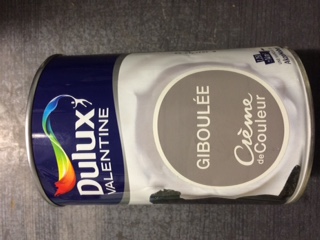 Dulux
VALENTINE
GIBOULÉE
Crème
de Couleur